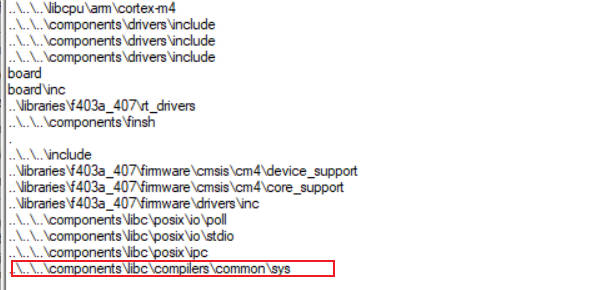 ..\..\..\libcpu\arm\cortex-m4
..\..\..\components\drivers\include
..\..\..\components\drivers\include
..\..\..\components\drivers\include
board
board\inc
..\libraries\f403a_407\rt_drivers
..\..\..\components\finsh
.
..\..\..\include
..\libraries\f403a_407\firmware\cmsis\cm4\device_support
..\libraries\f403a_407\firmware\cmsis\cm4\core_support
..\libraries\f403a_407\firmware\drivers\inc
..\..\..\components\libc\posix\io\poll
..\..\..\components\libc\posix\io\stdio
..\..\..\components\libc\posix\ipc
..\..\..\components\libc\compilers\common\sys